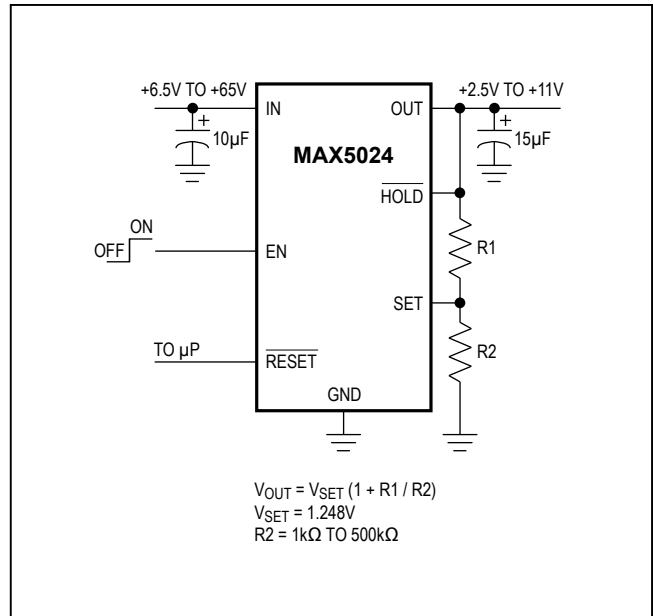 +6.5V TO +65V
+2.5V TO +11V
IN
OUT
+
10µF
+
15µF
MAX5024
HOLD
ON
OFF
EN
R1
SET
TO µP
RESET
R2
GND
VOUT = VSET (1 + R1 / R2)
VSET = 1.248V
R2 = 1kΩ TO 500kΩ